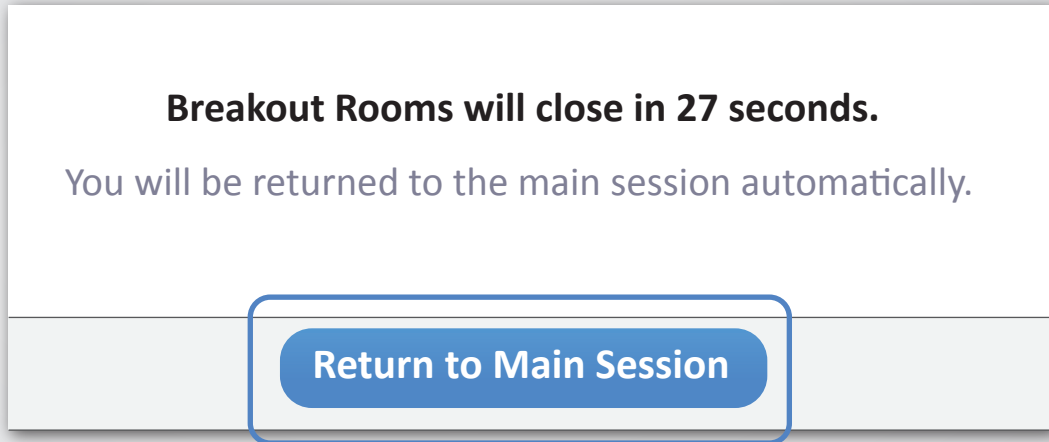 Breakout Rooms will close in 27 seconds.
You will be returned to the main session automatically.
Return to Main Session